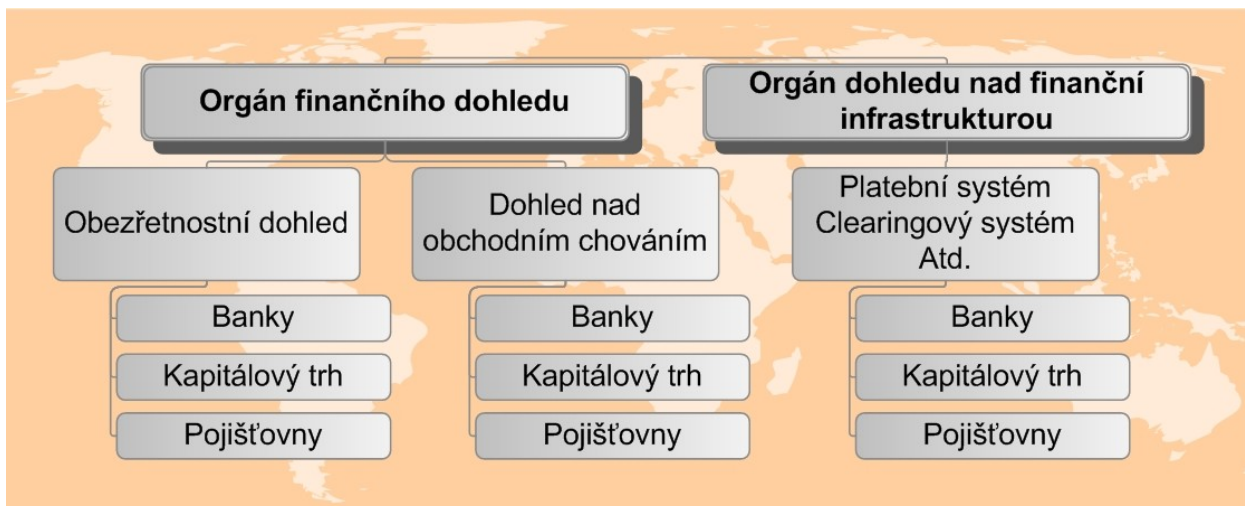 Orgán finančního dohledu
Orgán dohledu nad finanční
infrastrukturou
Obezřetnostní dohled
Dohled nad
obchodním chováním
Platební systém
Clearingový systém
Atd.
Banky
Kapitálový trh
Pojišťovny
Banky
Kapitálový trh
Pojišťovny
Banky
Kapitálový trh
Pojišťovny